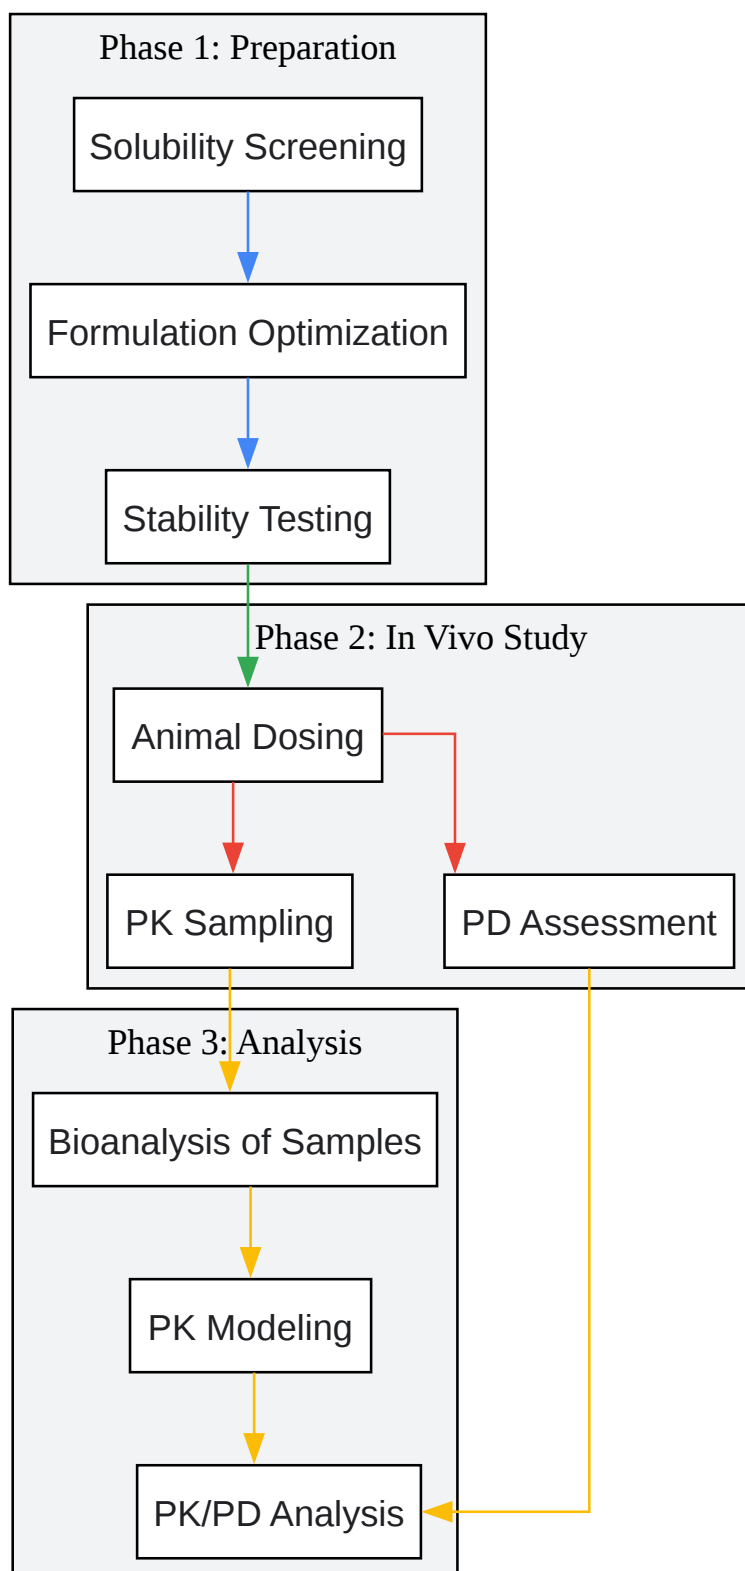 Phase 1: Preparation
Solubility Screening
Formulation Optimization
Stability Testing
Phase 2: In Vivo Study
Animal Dosing
PK Sampling
PD Assessment
Phase 3: Analysis
Bioanalysis of Samples
PK Modeling
PK/PD Analysis